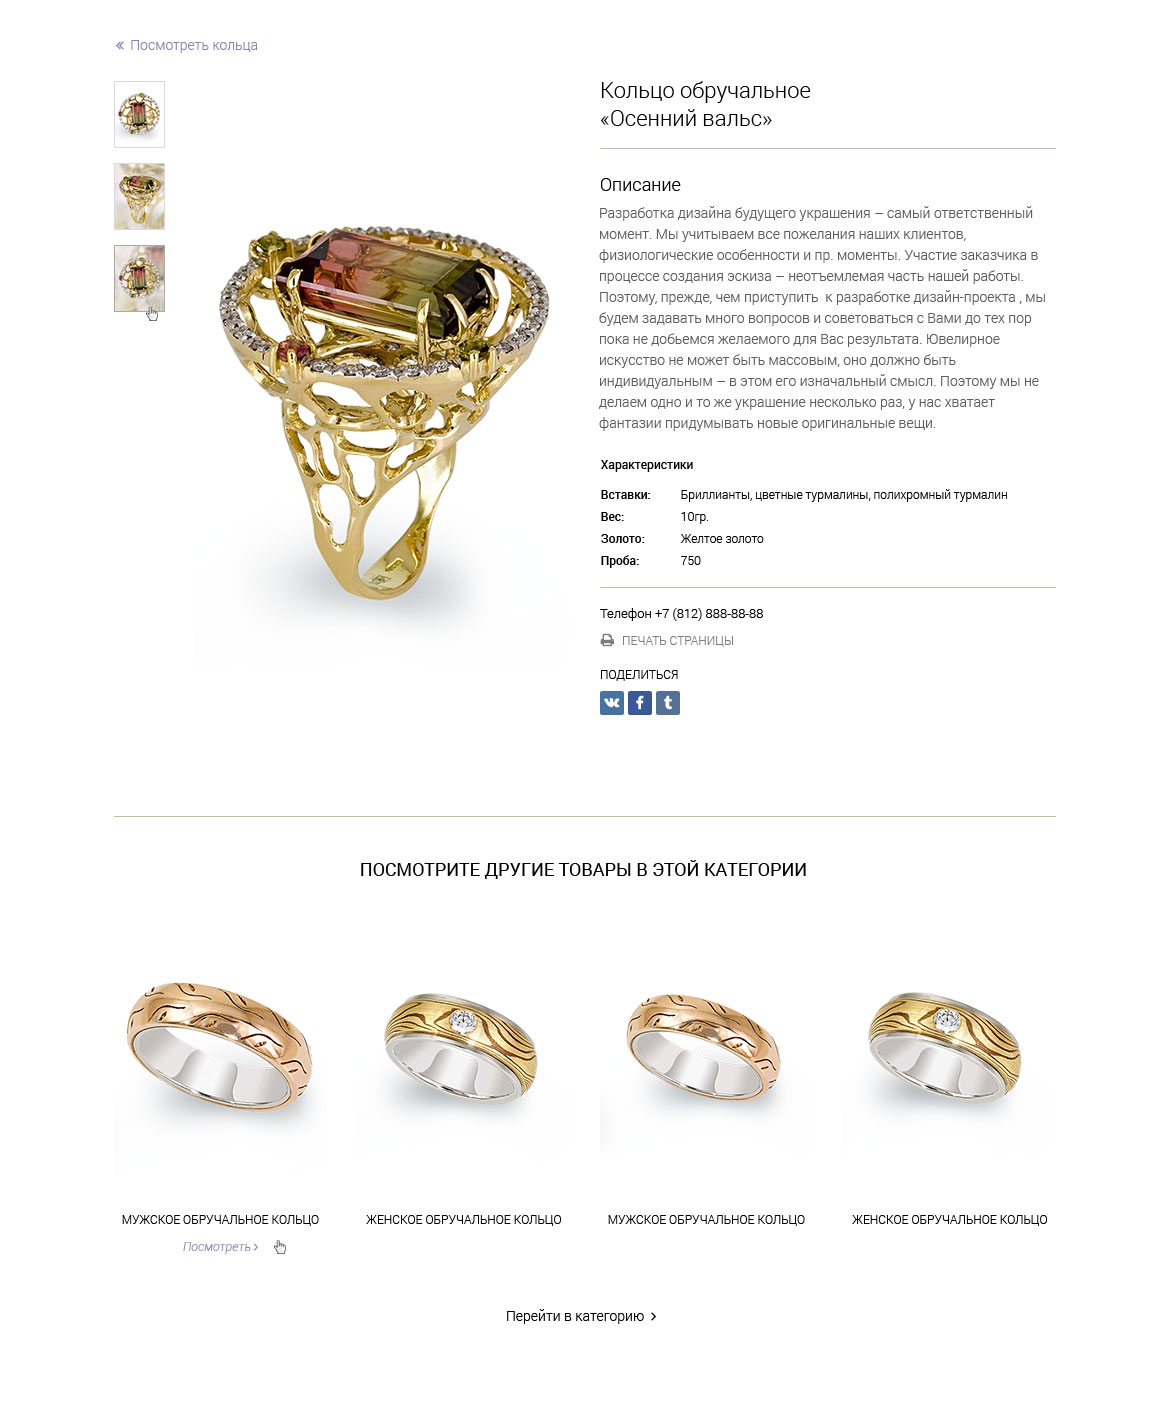 « Посмотреть кольца
Кольцо обручальное
«Осенний вальс»
Описание
Разработка дизайна будущего украшения – самый ответственный
момент. Мы учитываем все пожелания наших клиентов,
физиологические особенности и пр. моменты. Участие заказчика в
процессе создания эскиза – неотъемлемая часть нашей работы.
Поэтому, прежде, чем приступить  к разработке дизайн-проекта , мы
будем задавать много вопросов и советоваться с Вами до тех пор
пока не добьемся желаемого для Вас результата. Ювелирное
искусство не может быть массовым, оно должно быть
индивидуальным – в этом его изначальный смысл. Поэтому мы не
делаем одно и то же украшение несколько раз, у нас хватает
фантазии придумывать новые оригинальные вещи.
Характеристики
Вставки: Бриллианты, цветные турмалины, полихромный турмалин
Вес: 10гр.
Золото: Желтое золото
Проба: 750
Телефон +7 (812) 888-88-88
ПЕЧАТЬ СТРАНИЦЫ
ПОДЕЛИТЬСЯ
ПОСМОТРИТЕ ДРУГИЕ ТОВАРЫ В ЭТОЙ КАТЕГОРИИ
МУЖСКОЕ ОБРУЧАЛЬНОЕ КОЛЬЦО ЖЕНСКОЕ ОБРУЧАЛЬНОЕ КОЛЬЦО МУЖСКОЕ ОБРУЧАЛЬНОЕ КОЛЬЦО ЖЕНСКОЕ ОБРУЧАЛЬНОЕ КОЛЬЦО
Посмотреть >
Перейти в категорию >